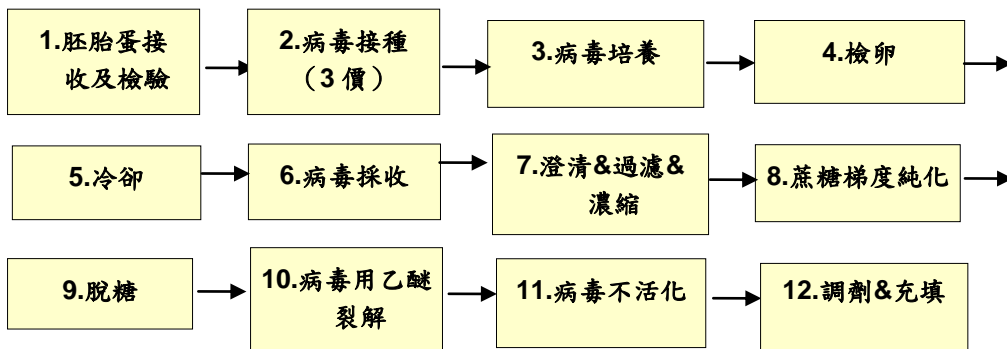 1.胚胎蛋接
收及檢驗
2.病毒接種
（3 價）
3.病毒培養
4.檢卵
5.冷卻
6.病毒採收
7.澄清&過濾&
濃縮
8.蔗糖梯度純化
9.脫糖
10.病毒用乙醚
裂解
11.病毒不活化
12.調劑&充填